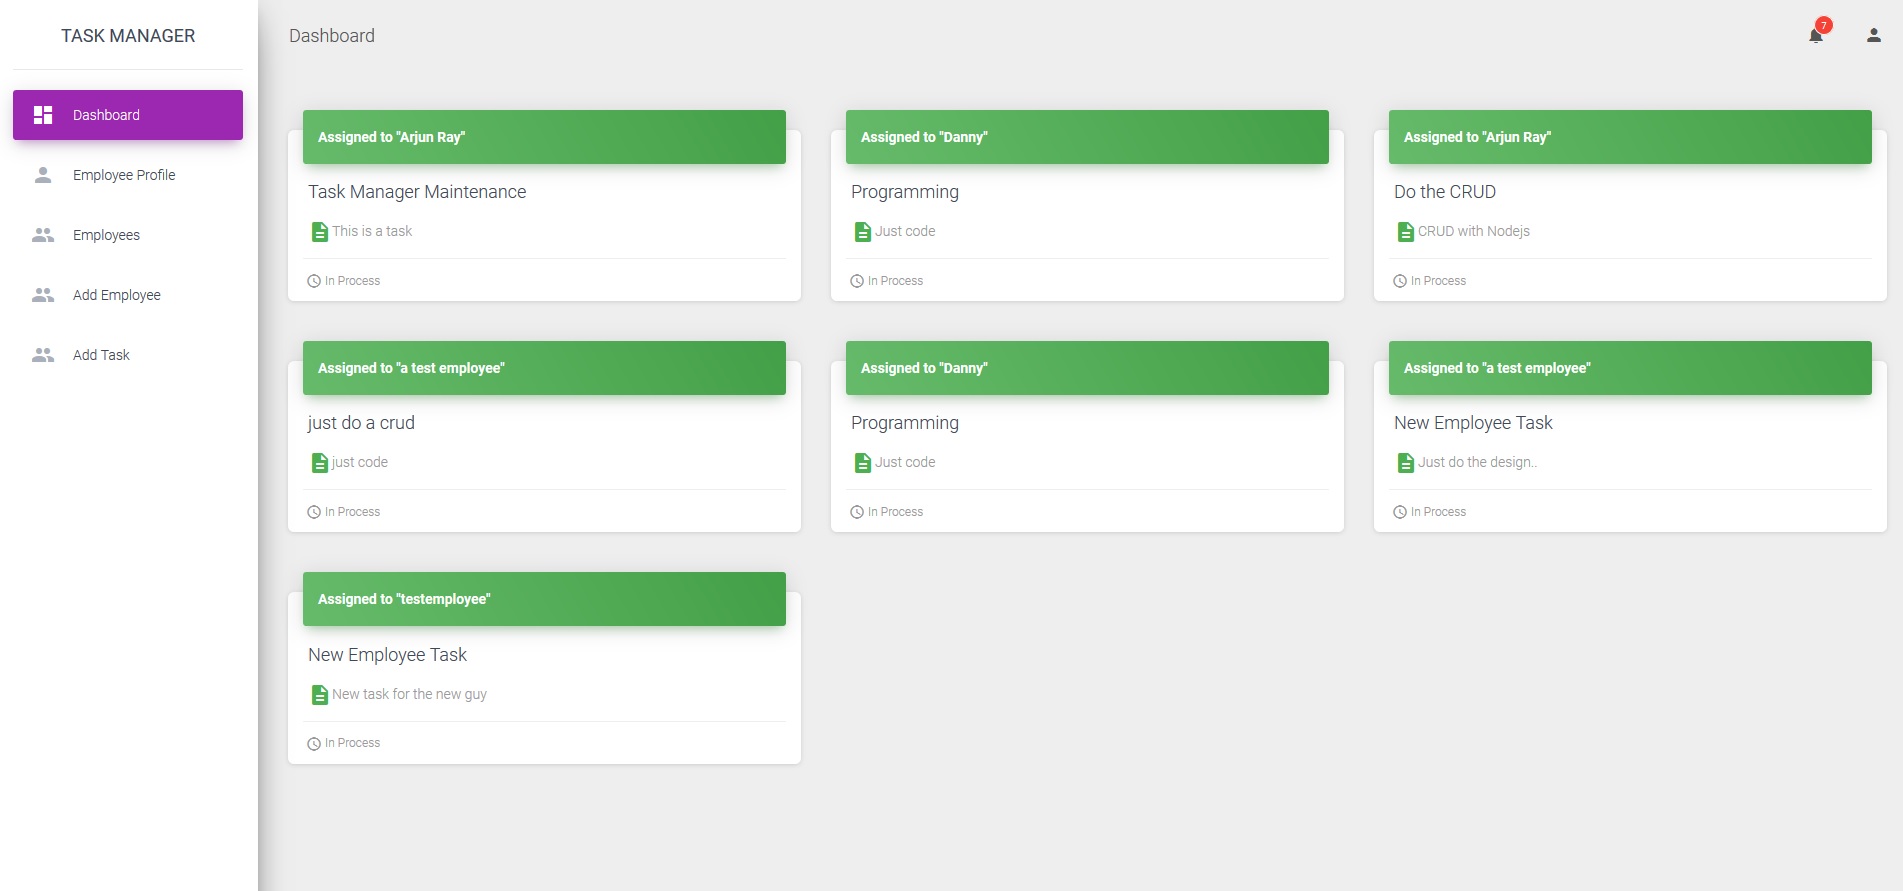 TASK MANAGER
Dashboard
Employee Profile
Employees
Add Employee
Add Task
Dashboard
7
Assigned to "Arjun Ray"
Task Manager Maintenance
This is a task
In Process
Assigned to "Danny"
Programming
Just code
In Process
Assigned to "Arjun Ray"
Do the CRUD
CRUD with Nodejs
In Process
Assigned to "a test employee"
just do a crud
just code
In Process
Assigned to "Danny"
Programming
Just code
In Process
Assigned to "a test employee"
New Employee Task
Just do the design..
In Process
Assigned to "testemployee"
New Employee Task
New task for the new guy
In Process